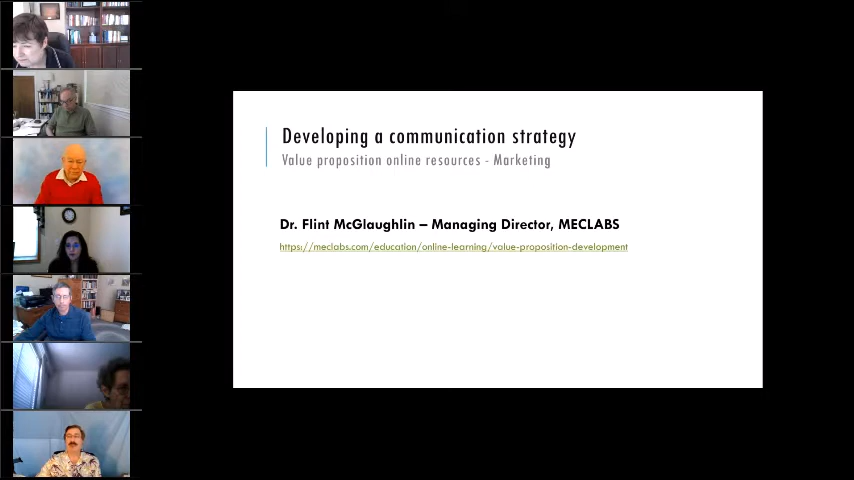 Developing a communication strategy
Value proposition online resources - Marketing
Dr. Flint McGlaughlin – Managing Director, MECLABS
https://meclabs.com/education/online-learning/value-proposition-development